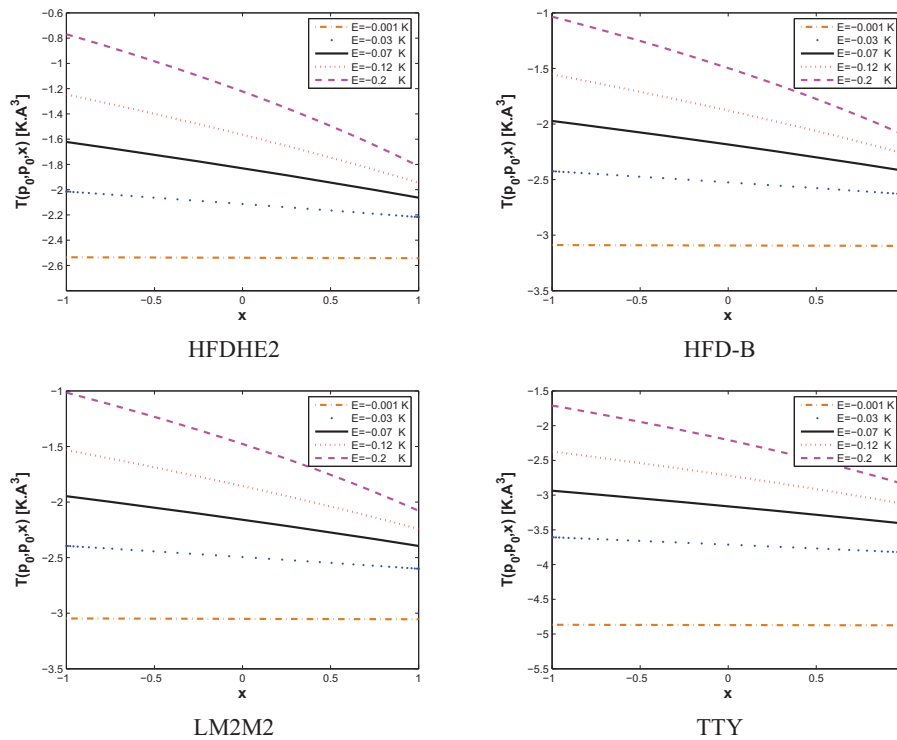 E=−0.001 K
E=−0.03 K
E=−0.07 K
E=−0.12 K
E=−0.2 K
T(p0,p0,x) [K.A^3]
−0.6
−0.8
−1
−1.2
−1.4
−1.6
−1.8
−2
−2.2
−2.4
−2.6
−1
−0.5
0
0.5
1
x
HFDHE2
E=−0.001 K
E=−0.03 K
E=−0.07 K
E=−0.12 K
E=−0.2 K
T(p0,p0,x) [K.A^3]
−1
−1.5
−2
−2.5
−3
−3.5
−1
−0.5
0
0.5
x
HFD-B
E=−0.001 K
E=−0.03 K
E=−0.07 K
E=−0.12 K
E=−0.2 K
T(p0,p0,x) [K.A^3]
−1
−1.5
−2
−2.5
−3
−3.5
−1
−0.5
0
0.5
1
x
LM2M2
E=−0.001 K
E=−0.03 K
E=−0.07 K
E=−0.12 K
E=−0.2 K
T(p0,p0,x) [K.A^3]
−1.5
−2
−2.5
−3
−3.5
−4
−4.5
−5
−5.5
−1
−0.5
0
0.5
x
TTY